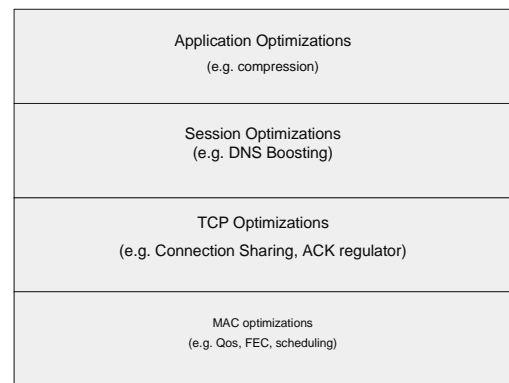 Application Optimizations
(e.g. compression)
Session Optimizations
(e.g. DNS Boosting)
TCP Optimizations
(e.g. Connection Sharing, ACK regulator)
MAC optimizations
(e.g. Qos, FEC, scheduling)